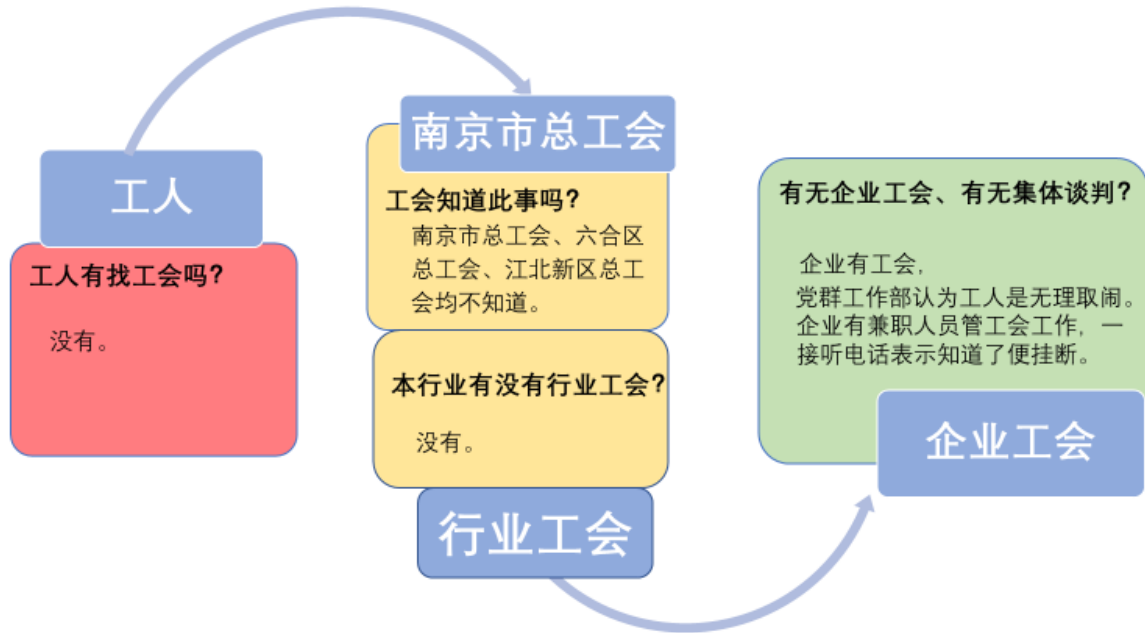 工人
工人有找工会吗？
没有。
南京市总工会
工会知道此事吗？
南京市总工会、六合区
总工会、江北新区总工
会均不知道。
本行业有没有行业工会？
没有。
行业工会
有无企业工会、有无集体谈判？
企业有工会，
党群工作部认为工人是无理取闹。
企业有兼职人员管工会工作，一
接听电话表示知道了便挂断。
企业工会